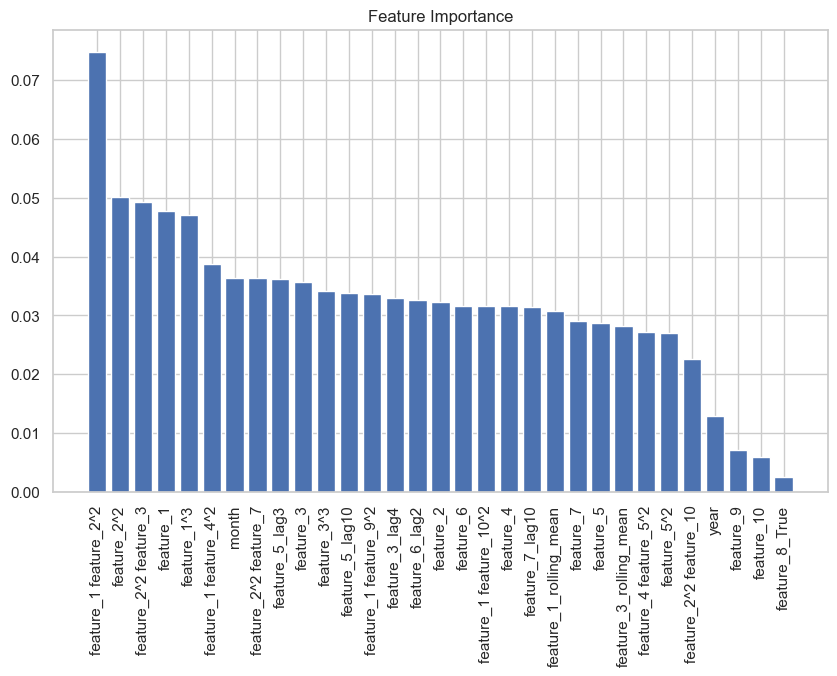 Feature Importance
0.07
0.06
0.05
0.04
0.03
0.02
0.01
0.00
feature_1 feature_2^2
feature_2^2
feature_2^2 feature_3
feature_1
feature_1^3
feature_1 feature_4^2
month
feature_2^2 feature_7
feature_5_lag3
feature_3
feature_3^3
feature_5_lag10
feature_1 feature_9^2
feature_3_lag4
feature_6_lag2
feature_2
feature_6
feature_1 feature_10^2
feature_4
feature_7_lag10
feature_1_rolling_mean
feature_7
feature_5
feature_3_rolling_mean
feature_4 feature_5^2
feature_5^2
feature_2^2 feature_10
year
feature_9
feature_10
feature_8_True